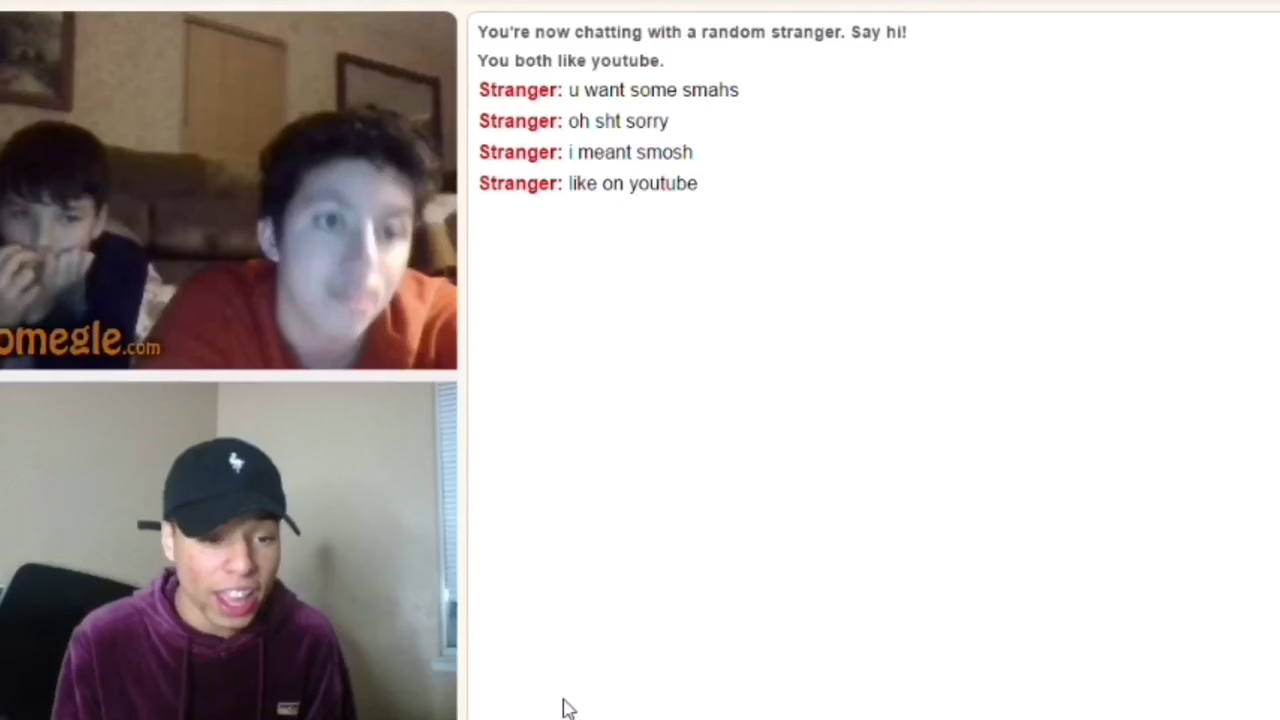 You're now chatting with a random stranger. Say hi!
You both like youtube.
Stranger: u want some smahs
Stranger: oh sht sorry
Stranger: i meant smosh
Stranger: like on youtube
omegle.com